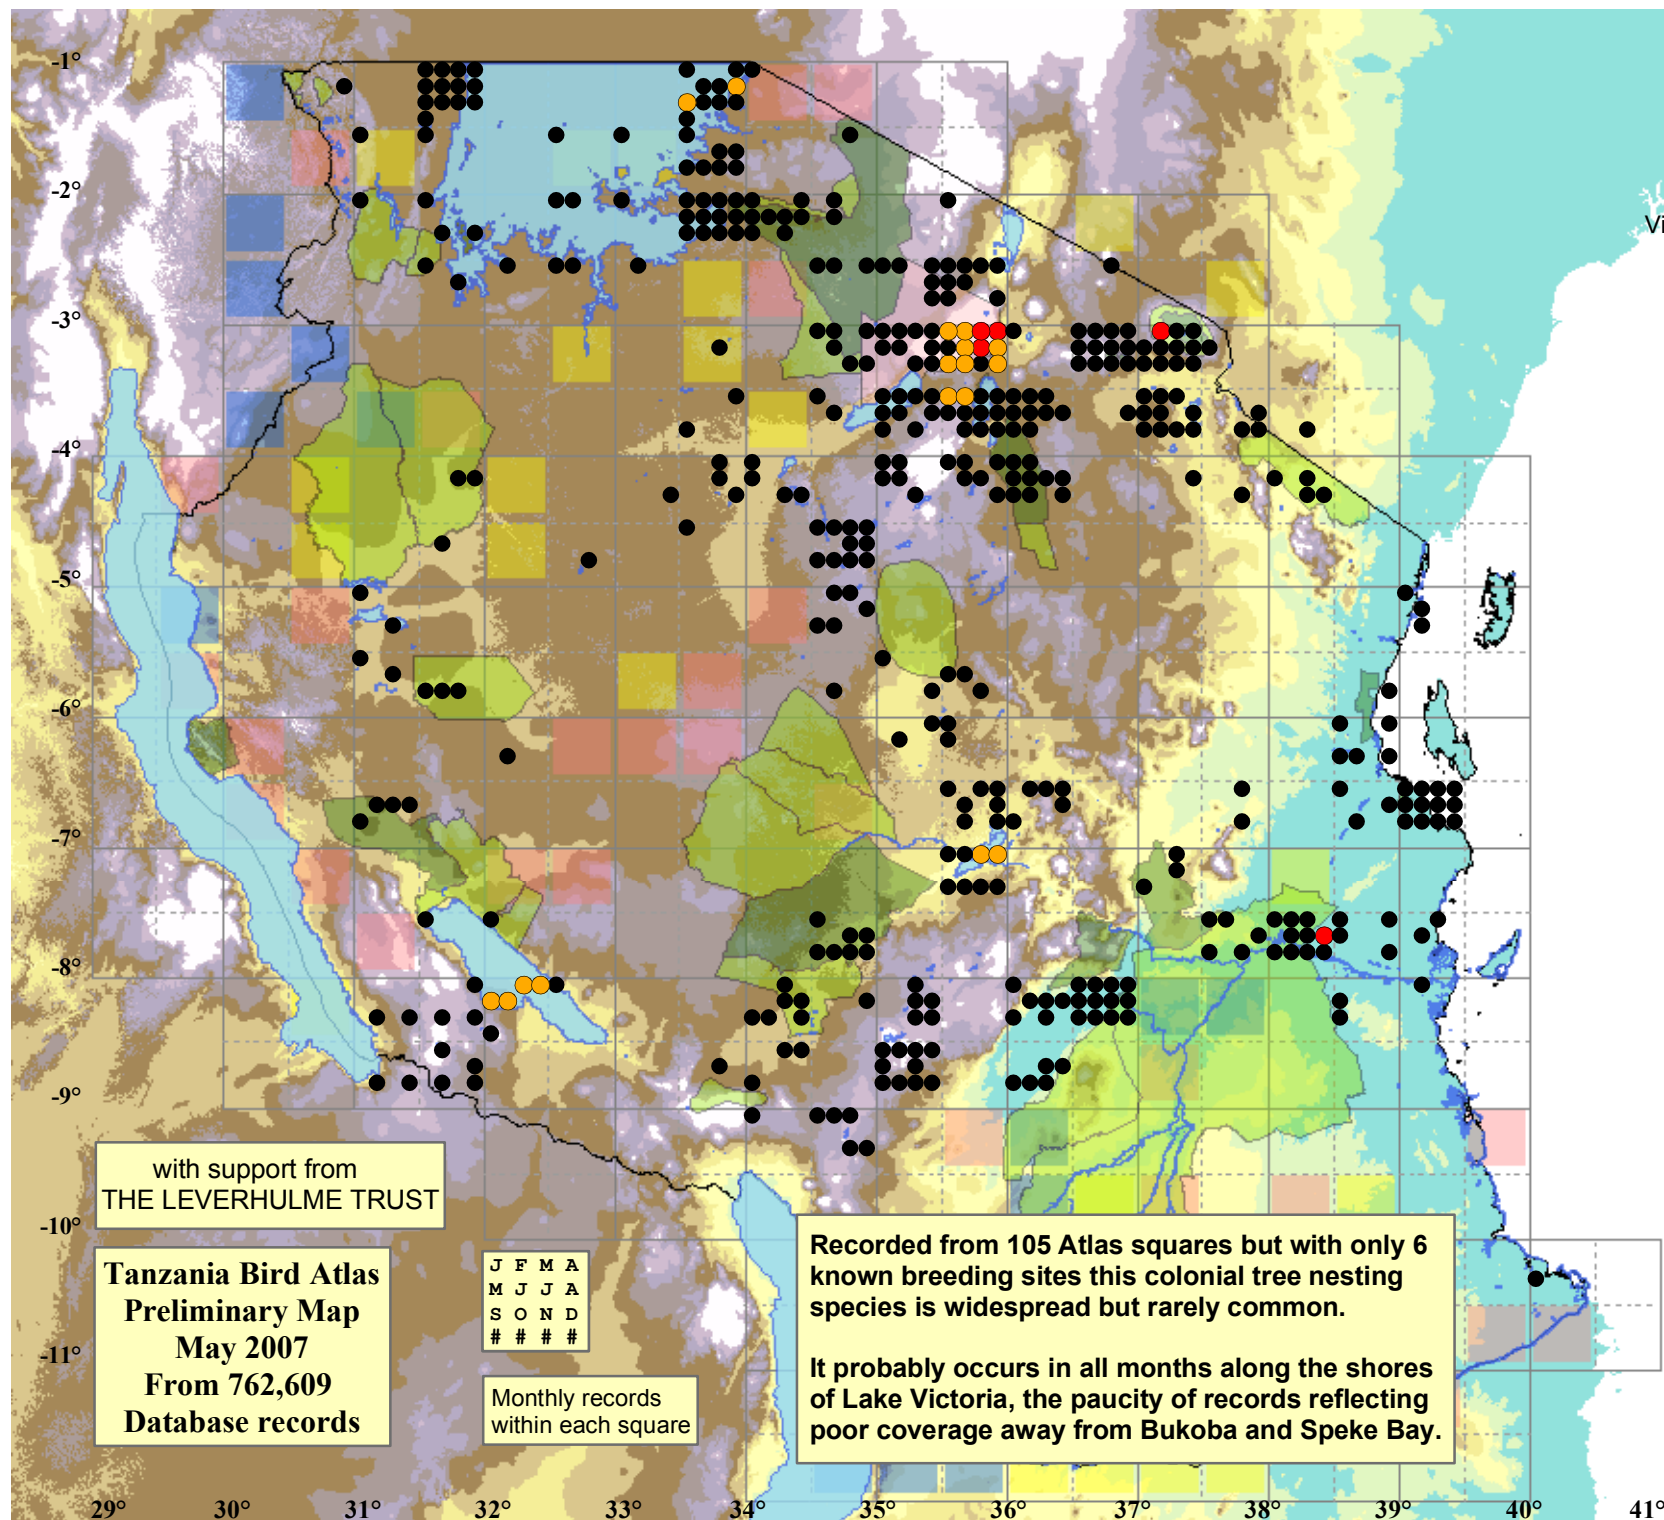 -1°
-2°
-3°
-4°
-5°
-6°
-7°
-8°
-9°
-10°
-11°
Vi
with support from
THE LEVERHULME TRUST
Tanzania Bird Atlas
Preliminary Map
May 2007
From 762,609
Database records
J F M A
M J J A
S O N D
# # # #
Monthly records
within each square
Recorded from 105 Atlas squares but with only 6
known breeding sites this colonial tree nesting
species is widespread but rarely common.
It probably occurs in all months along the shores
of Lake Victoria, the paucity of records reflecting
poor coverage away from Bukoba and Speke Bay.
29° 30° 31° 32° 33° 34° 35° 36° 37° 38° 39° 40° 41°